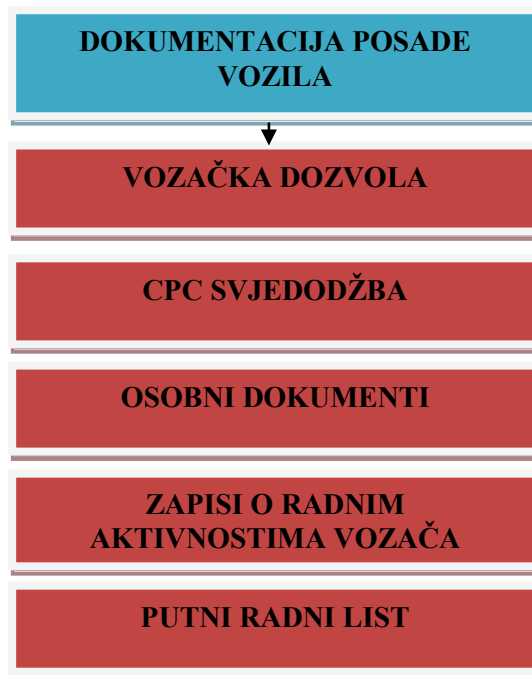 DOKUMENTACIJA POSADE
VOZILA
VOZAČKA DOZVOLA
CPC SVJEDODŽBA
OSOBNI DOKUMENTI
ZAPISI O RADNIM
AKTIVNOSTIMA VOZAČA
PUTNI RADNI LIST